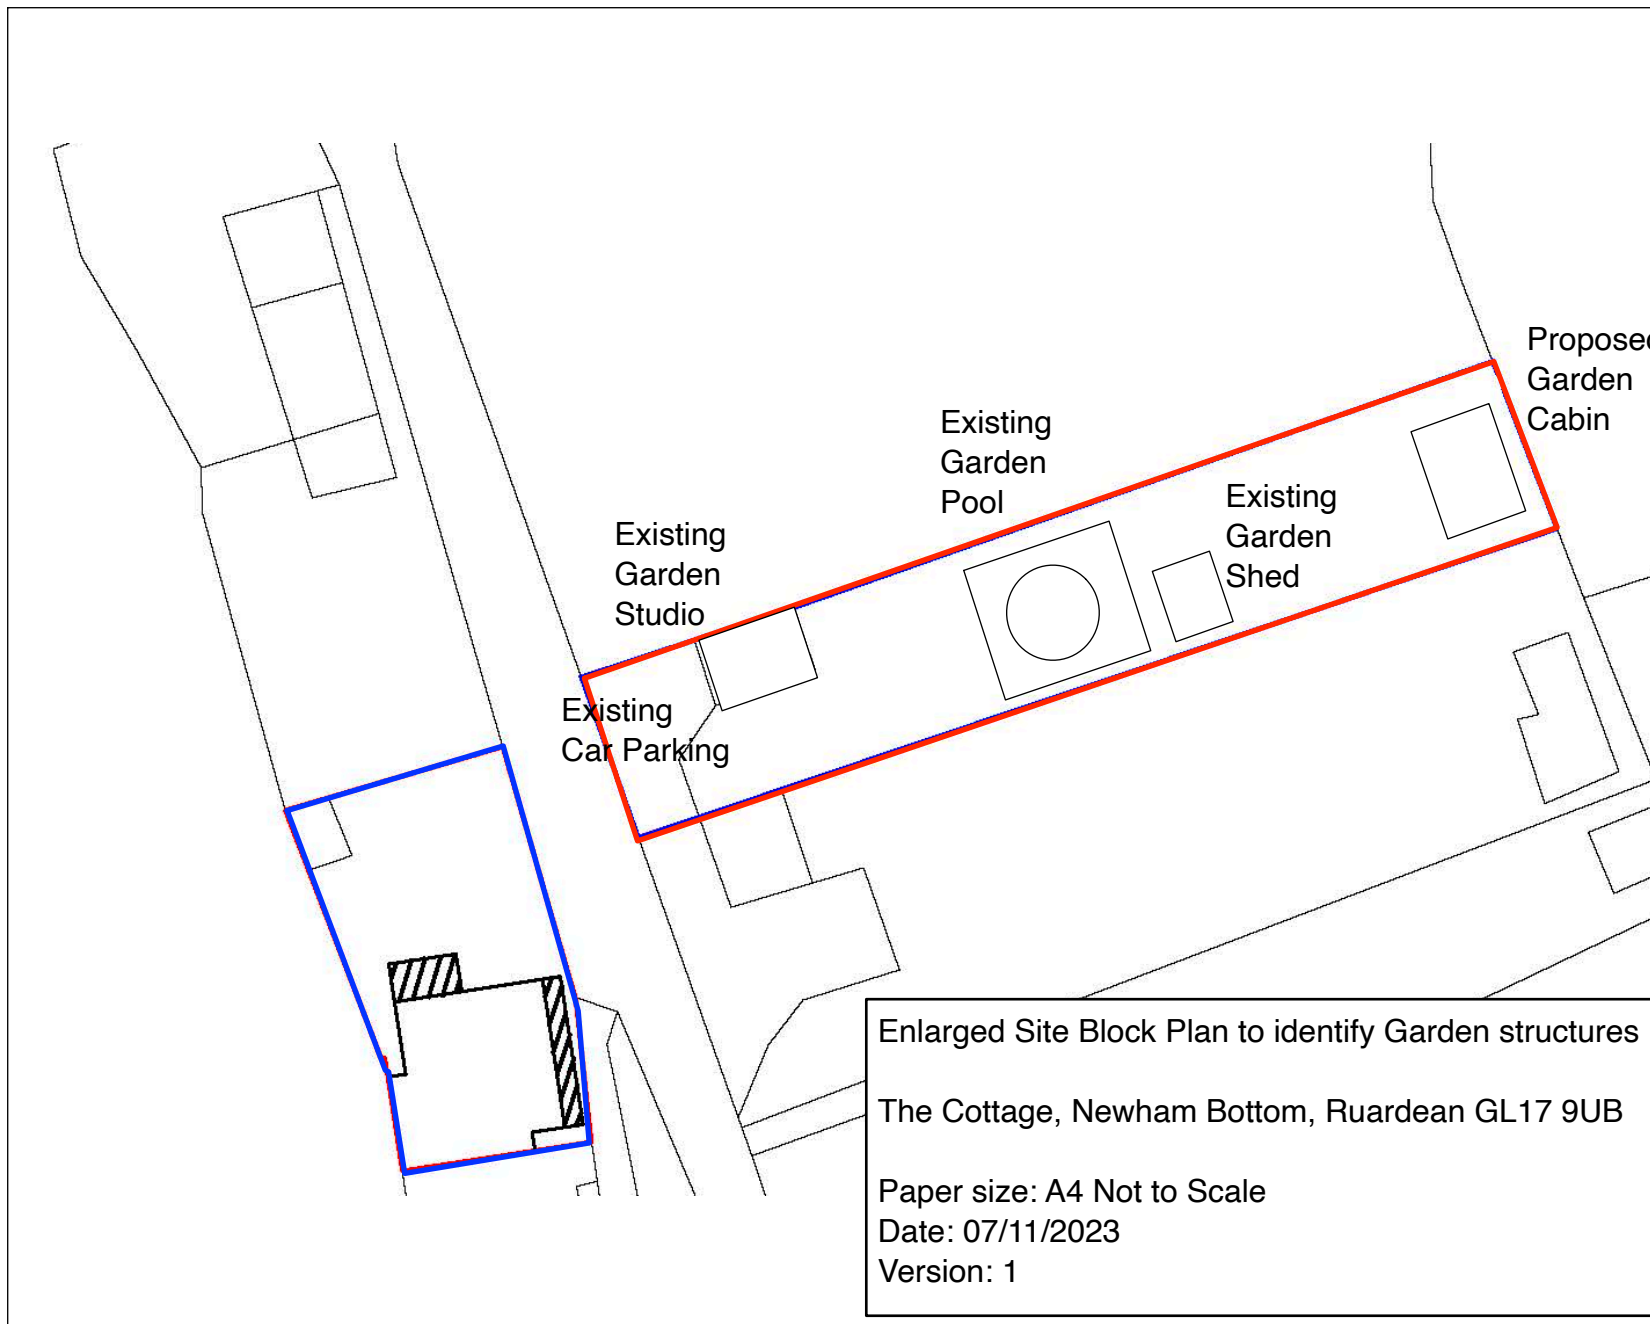 Proposed
Garden
Cabin
Existing
Garden
Pool
Existing
Garden
Shed
Existing
Garden
Studio
Existing
Car Parking
Enlarged Site Block Plan to identify Garden structures
The Cottage, Newham Bottom, Ruardean GL17 9UB
Paper size: A4 Not to Scale
Date: 07/11/2023
Version: 1